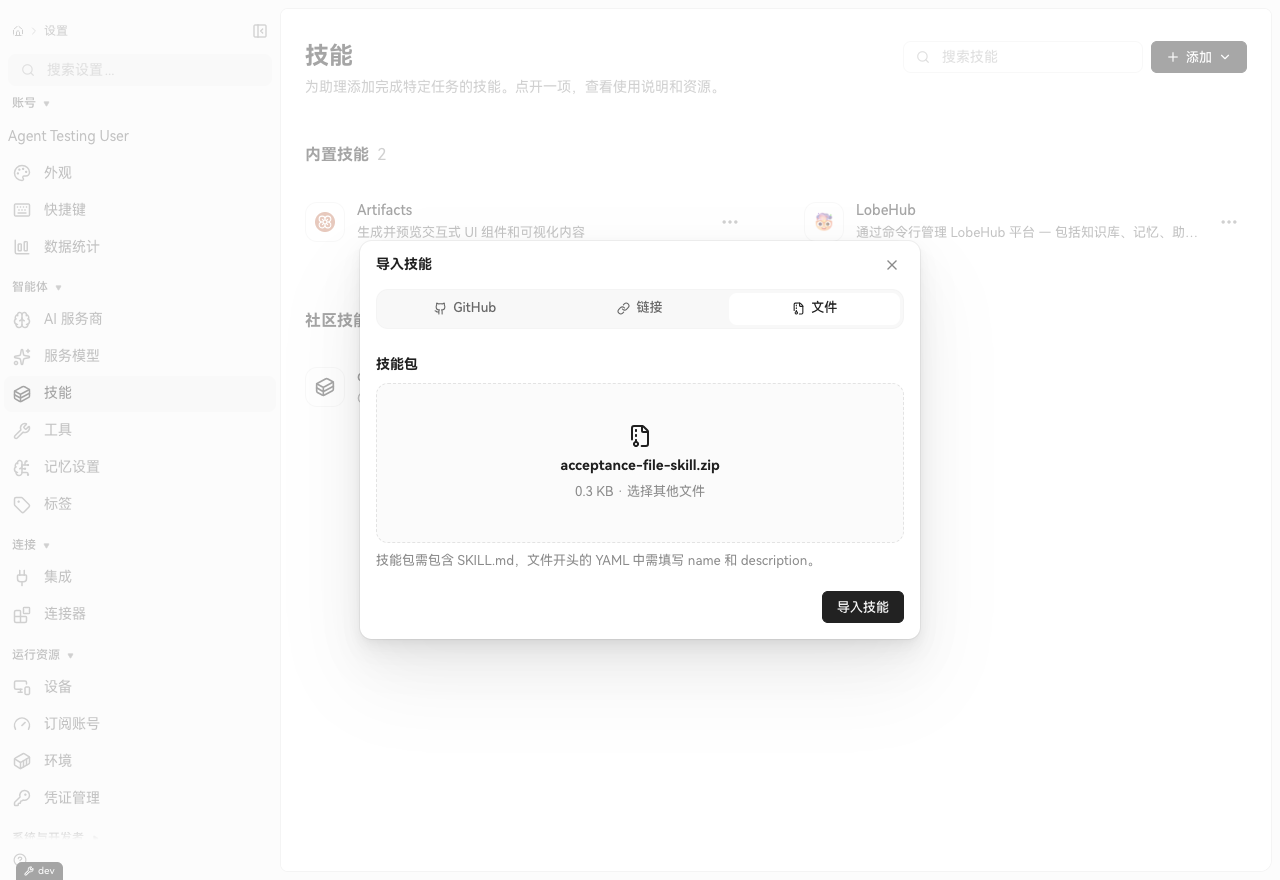 设置
搜索设置...
账号
Agent Testing User
外观
快捷键
数据统计
智能体
AI 服务商
服务模型
技能
工具
记忆设置
标签
连接
集成
连接器
运行资源
设备
订阅账号
环境
凭证管理
系统与开发者
dev
技能
为助理添加完成特定任务的技能。点开一项，查看使用说明和资源。
搜索技能
添加
内置技能 2
Artifacts
生成并预览交互式 UI 组件和可视化内容
LobeHub
通过命令行管理 LobeHub 平台 — 包括知识库、记忆、助...
社区技能
导入技能
GitHub
链接
文件
技能包
acceptance-file-skill.zip
0.3 KB · 选择其他文件
技能包需包含 SKILL.md，文件开头的 YAML 中需填写 name 和 description。
导入技能